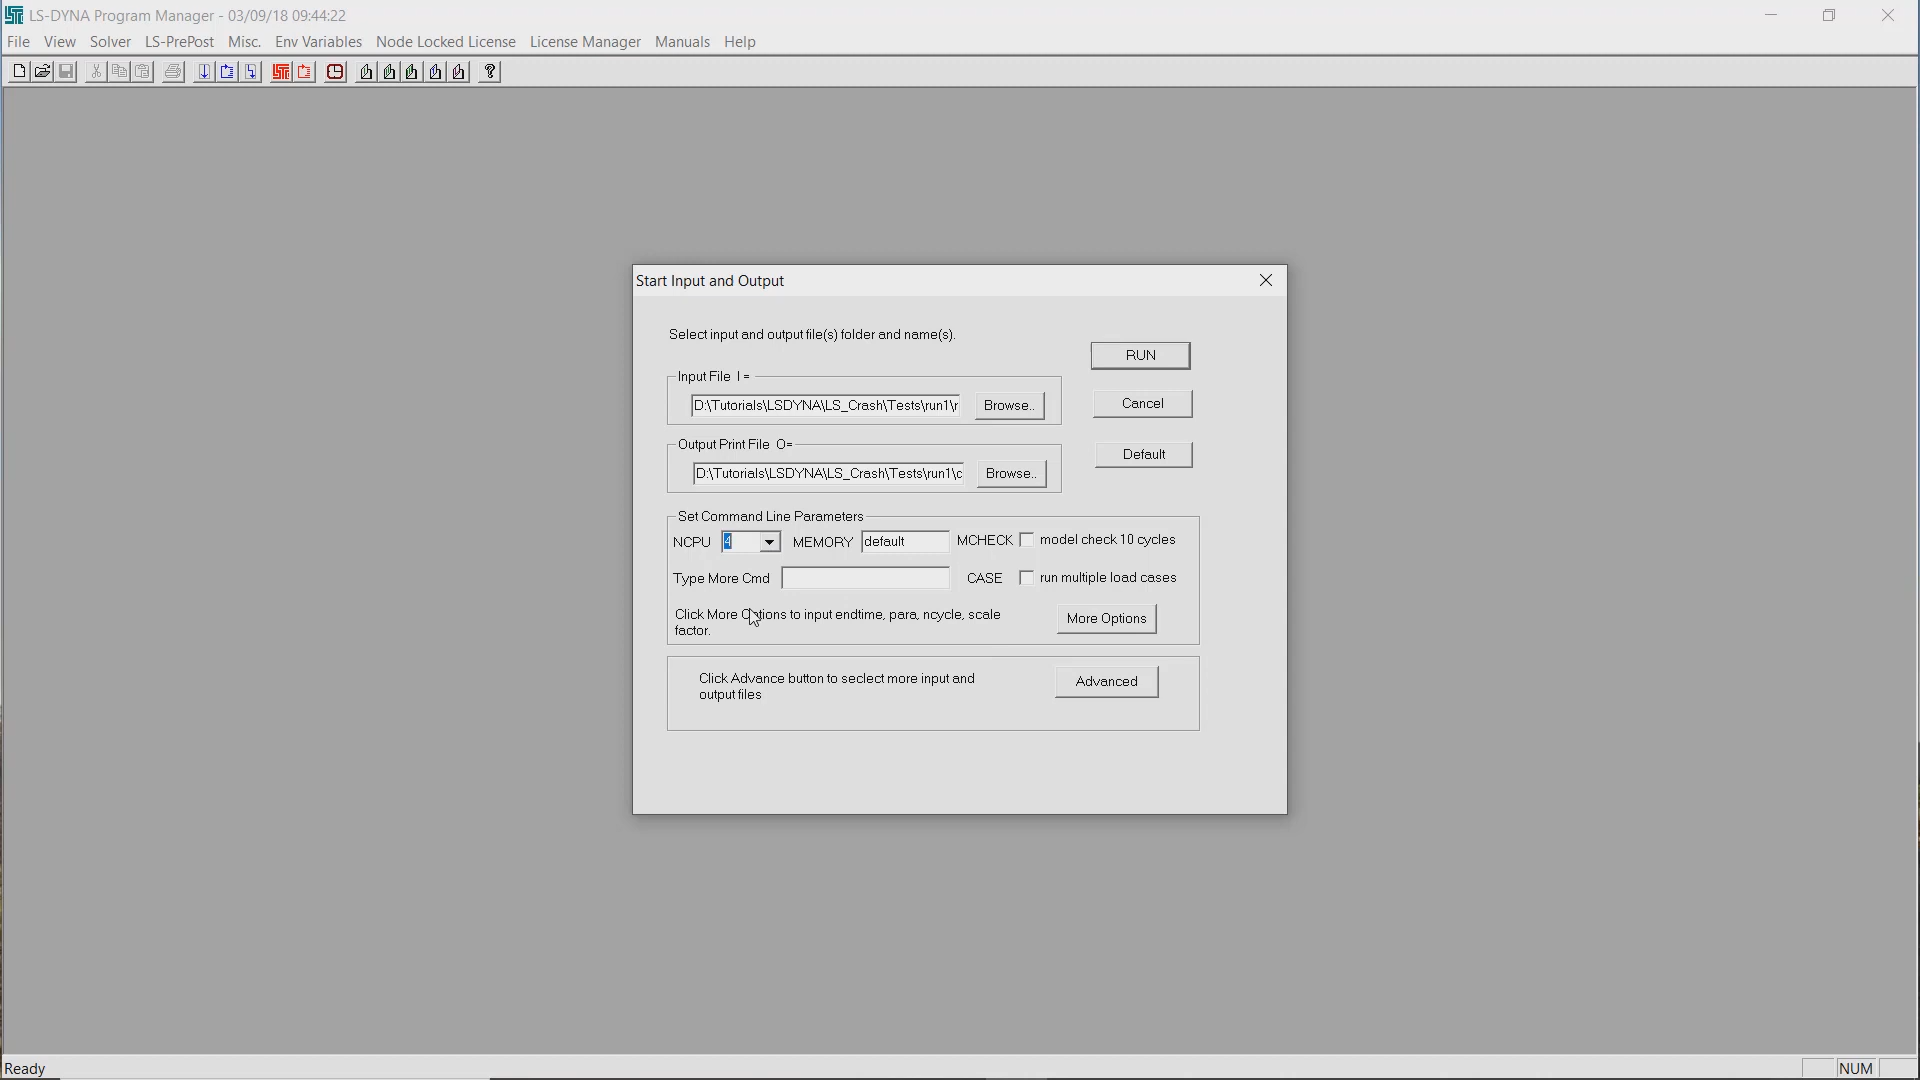 LS-DYNA Program Manager - 03/09/18 09:44:22
File View Solver LS-PrePost Misc. Env Variables Node Locked License License Manager Manuals Help
Start Input and Output
Select input and output file(s) folder and name(s).
RUN
Input File I =
D:\Tutorials\LSDYNA\LS_Crash\Tests\run1\r Browse.. Cancel
Output Print File O=
D:\Tutorials\LSDYNA\LS_Crash\Tests\run1\c Browse.. Default
Set Command Line Parameters
NCPU 4 MEMORY default MCHECK model check 10 cycles
Type More Cmd CASE run multiple load cases
Click More Options to input endtime, para, ncycle, scale
factor.
More Options
Click Advance button to seclect more input and
output files
Advanced
Ready NUM